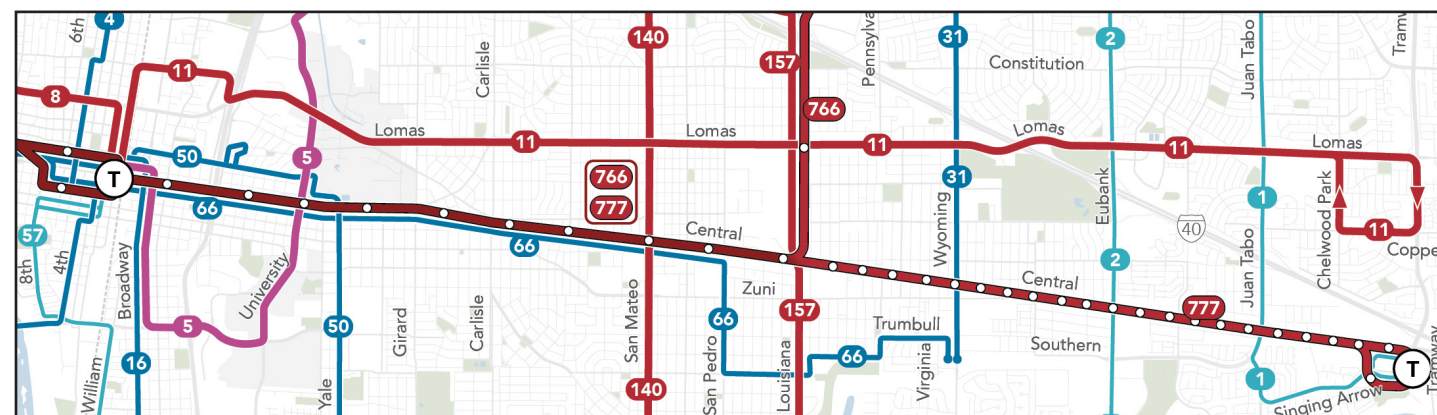 4
6th
11
8
Carlisle
140
157
Pennsylva
31
2
Constitution
Juan Tabo
Tramw
766
Lomas
11
Lomas
11
Lomas
11
Lomas
50
5
T
766
777
31
Eubank
1
Chelwood Park
40
66
57
Central
Wyoming
11
Coppe
8th
4th
Broadway
University
66
2
Juan Tabo
Zuni
Central
5
50
Girard
Carlisle
San Mateo
66
157
777
Trumbull
66
Southern
16
William
Yale
140
San Pedro
Louisiana
Virginia
1
T
Tramway
Singing Arrow